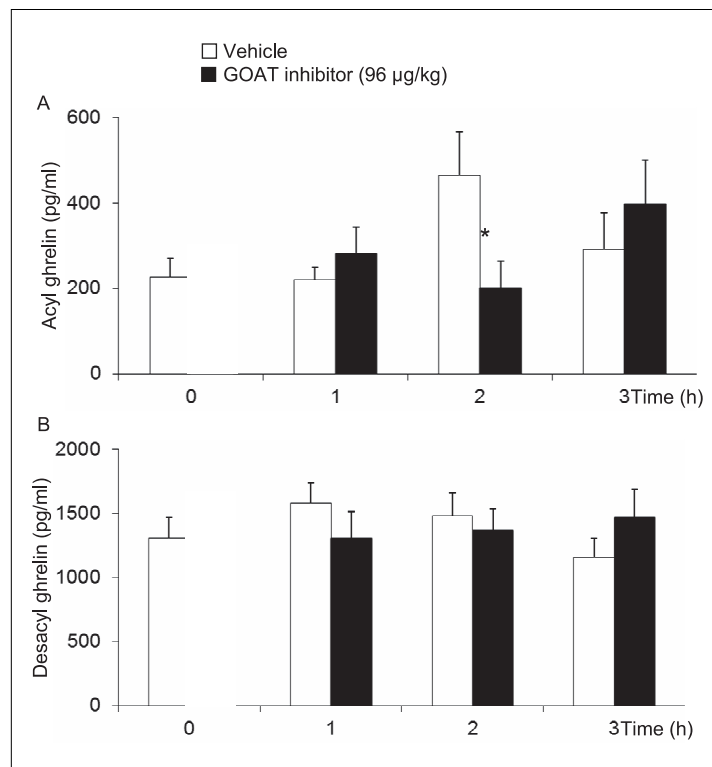 Vehicle
GOAT inhibitor (96 µg/kg)
A
600
400
200
0
Acyl ghrelin (pg/ml)
*
0 1 2 3Time (h)
B
2000
1500
1000
500
0
Desacyl ghrelin (pg/ml)
0 1 2 3Time (h)